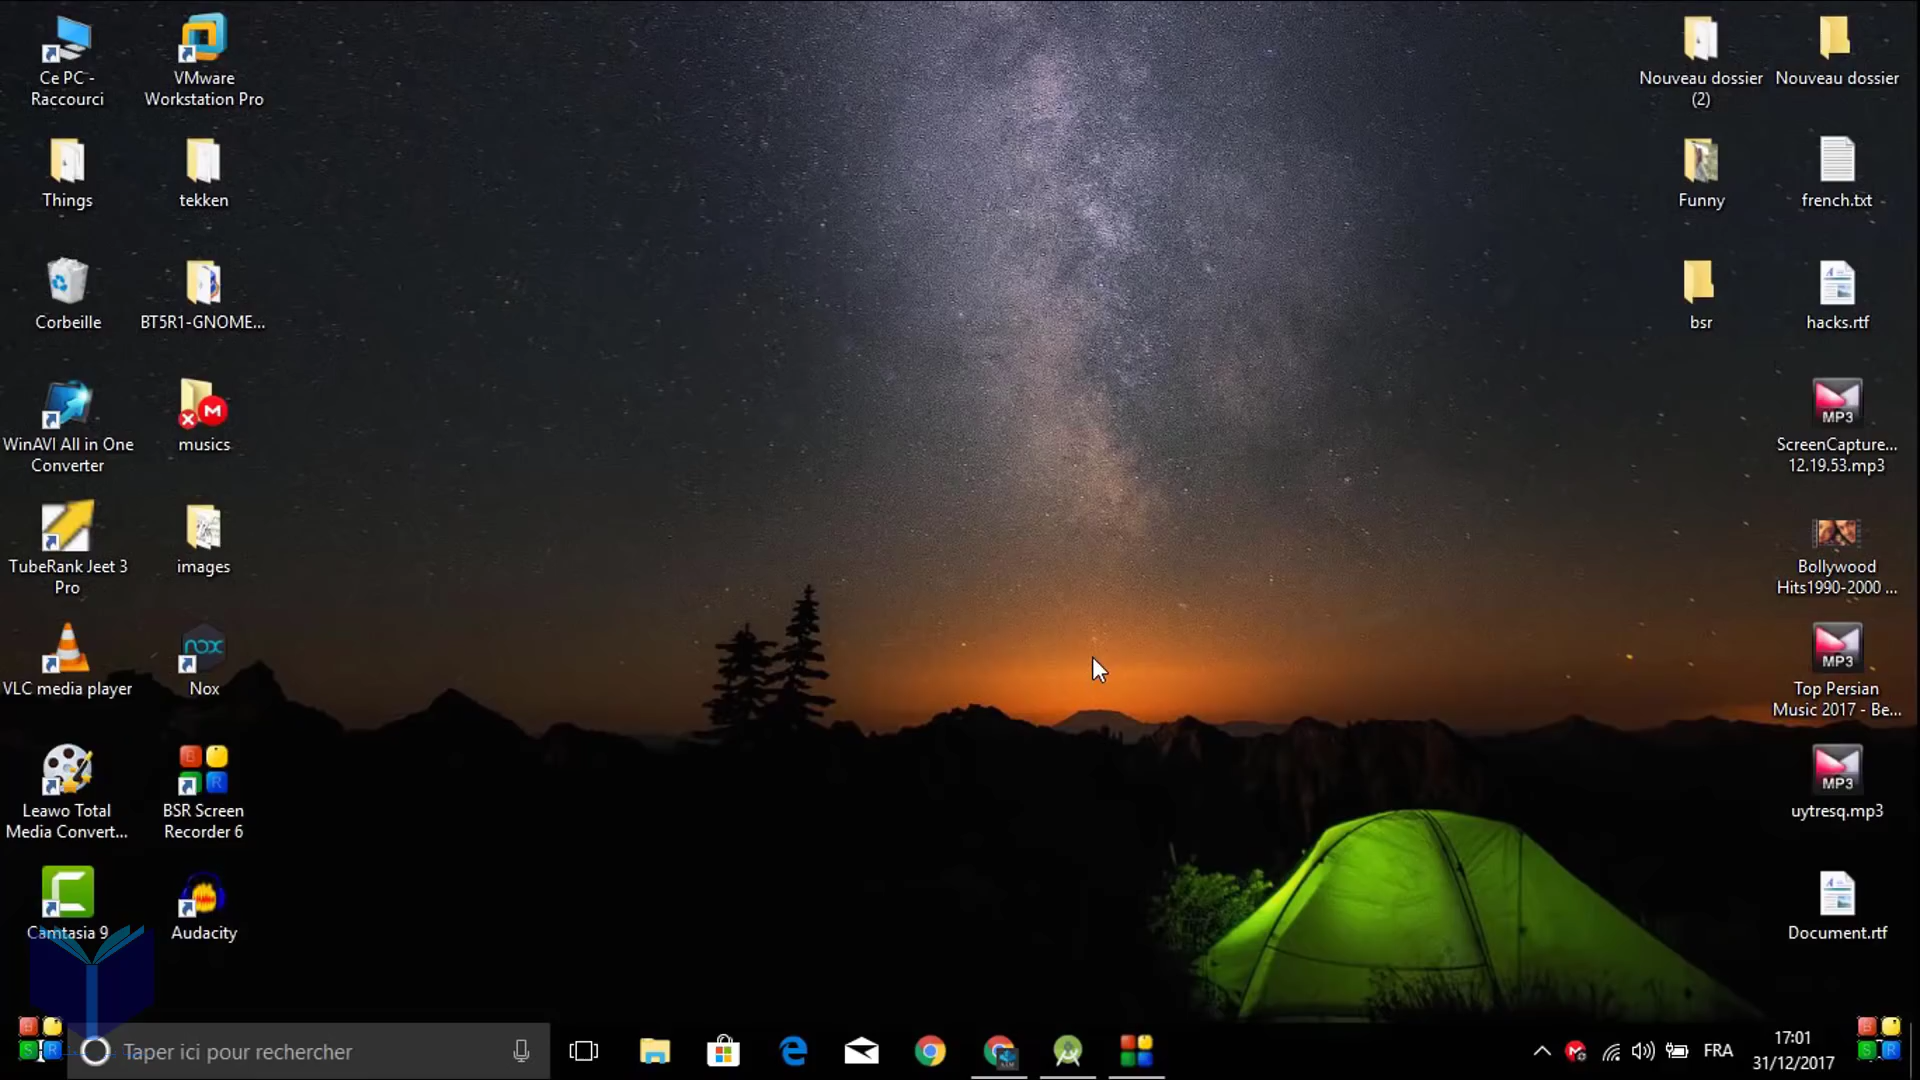 Ce PC -
Raccourci
VMware
Workstation Pro
Things
tekken
Corbeille
BT5R1-GNOME...
WinAVI All in One
Converter
musics
TubeRank Jeet 3
Pro
images
VLC media player
nox
Nox
Leawo Total
Media Convert...
BSR Screen
Recorder 6
Camtasia 9
Audacity
Nouveau dossier
(2)
Nouveau dossier
Funny
french.txt
bsr
hacks.rtf
MP3
ScreenCapture...
12.19.53.mp3
Bollywood
Hits1990-2000 ...
MP3
Top Persian
Music 2017 - Be...
MP3
uytresq.mp3
Document.rtf
Taper ici pour rechercher
FRA
17:01
31/12/2017